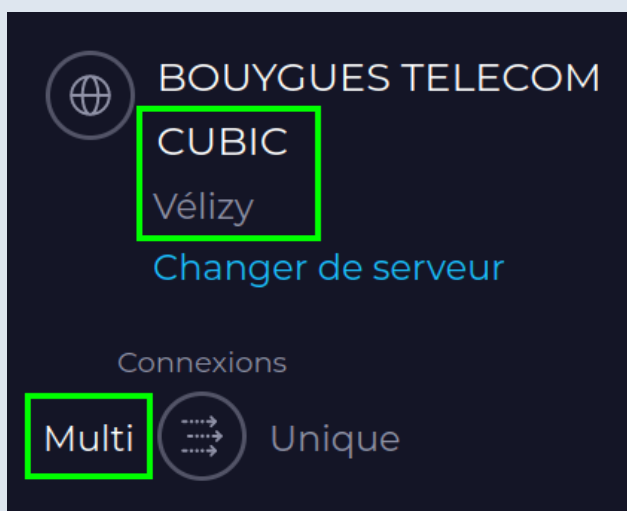 BOUYGUES TELECOM
CUBIC
Vélizy
Changer de serveur
Connexions
Multi Unique